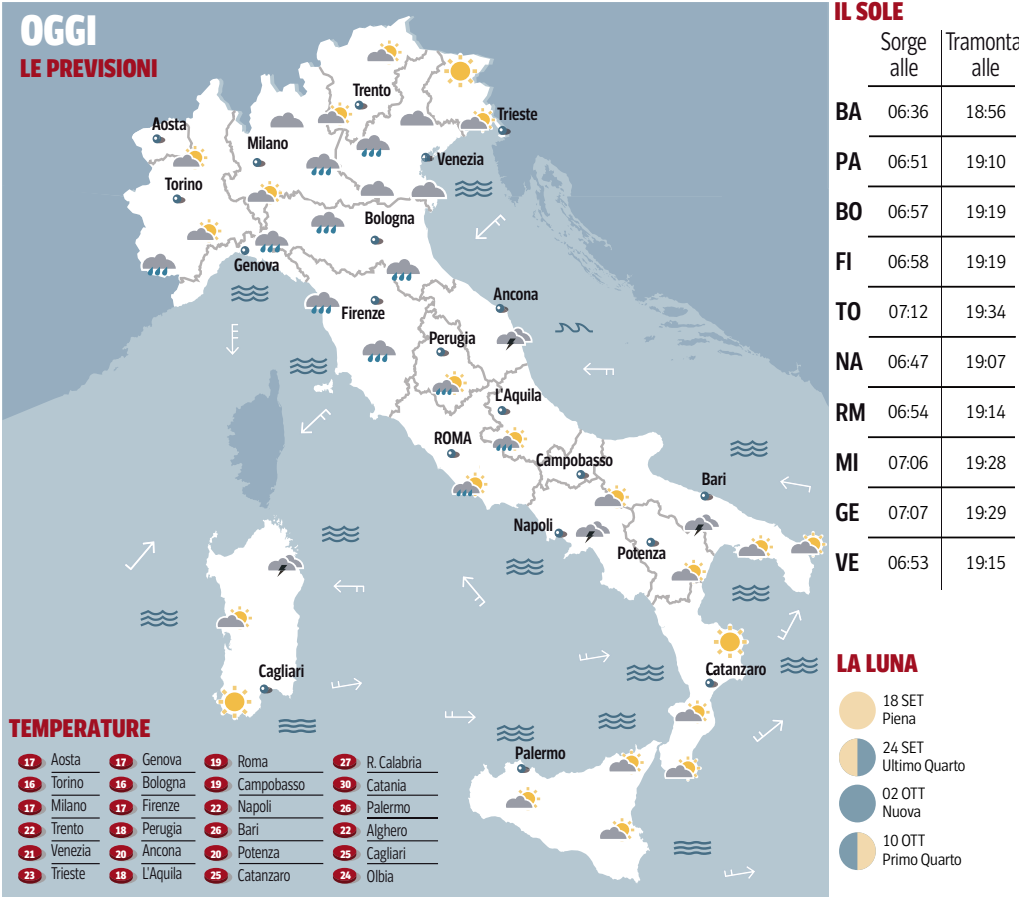 OGGI
LE PREVISIONI
Trento
Trieste
Aosta
Milano
Venezia
Torino
Bologna
Genova
Ancona
Firenze
Perugia
L'Aquila
ROMA
Campobasso
Bari
Napoli
Potenza
Cagliari
Catanzaro
Palermo
TEMPERATURE
17 Aosta
16 Torino
17 Milano
22 Trento
21 Venezia
23 Trieste
17 Genova
16 Bologna
17 Firenze
18 Perugia
20 Ancona
18 L'Aquila
19 Roma
19 Campobasso
22 Napoli
26 Bari
20 Potenza
25 Catanzaro
27 R. Calabria
30 Catania
26 Palermo
22 Alghero
25 Cagliari
24 Olbia
IL SOLE
Sorge alle Tramonta alle
BA 06:36 18:56
PA 06:51 19:10
BO 06:57 19:19
FI 06:58 19:19
TO 07:12 19:34
NA 06:47 19:07
RM 06:54 19:14
MI 07:06 19:28
GE 07:07 19:29
VE 06:53 19:15
LA LUNA
18 SET
Piena
24 SET
Ultimo Quarto
02 OTT
Nuova
10 OTT
Primo Quarto